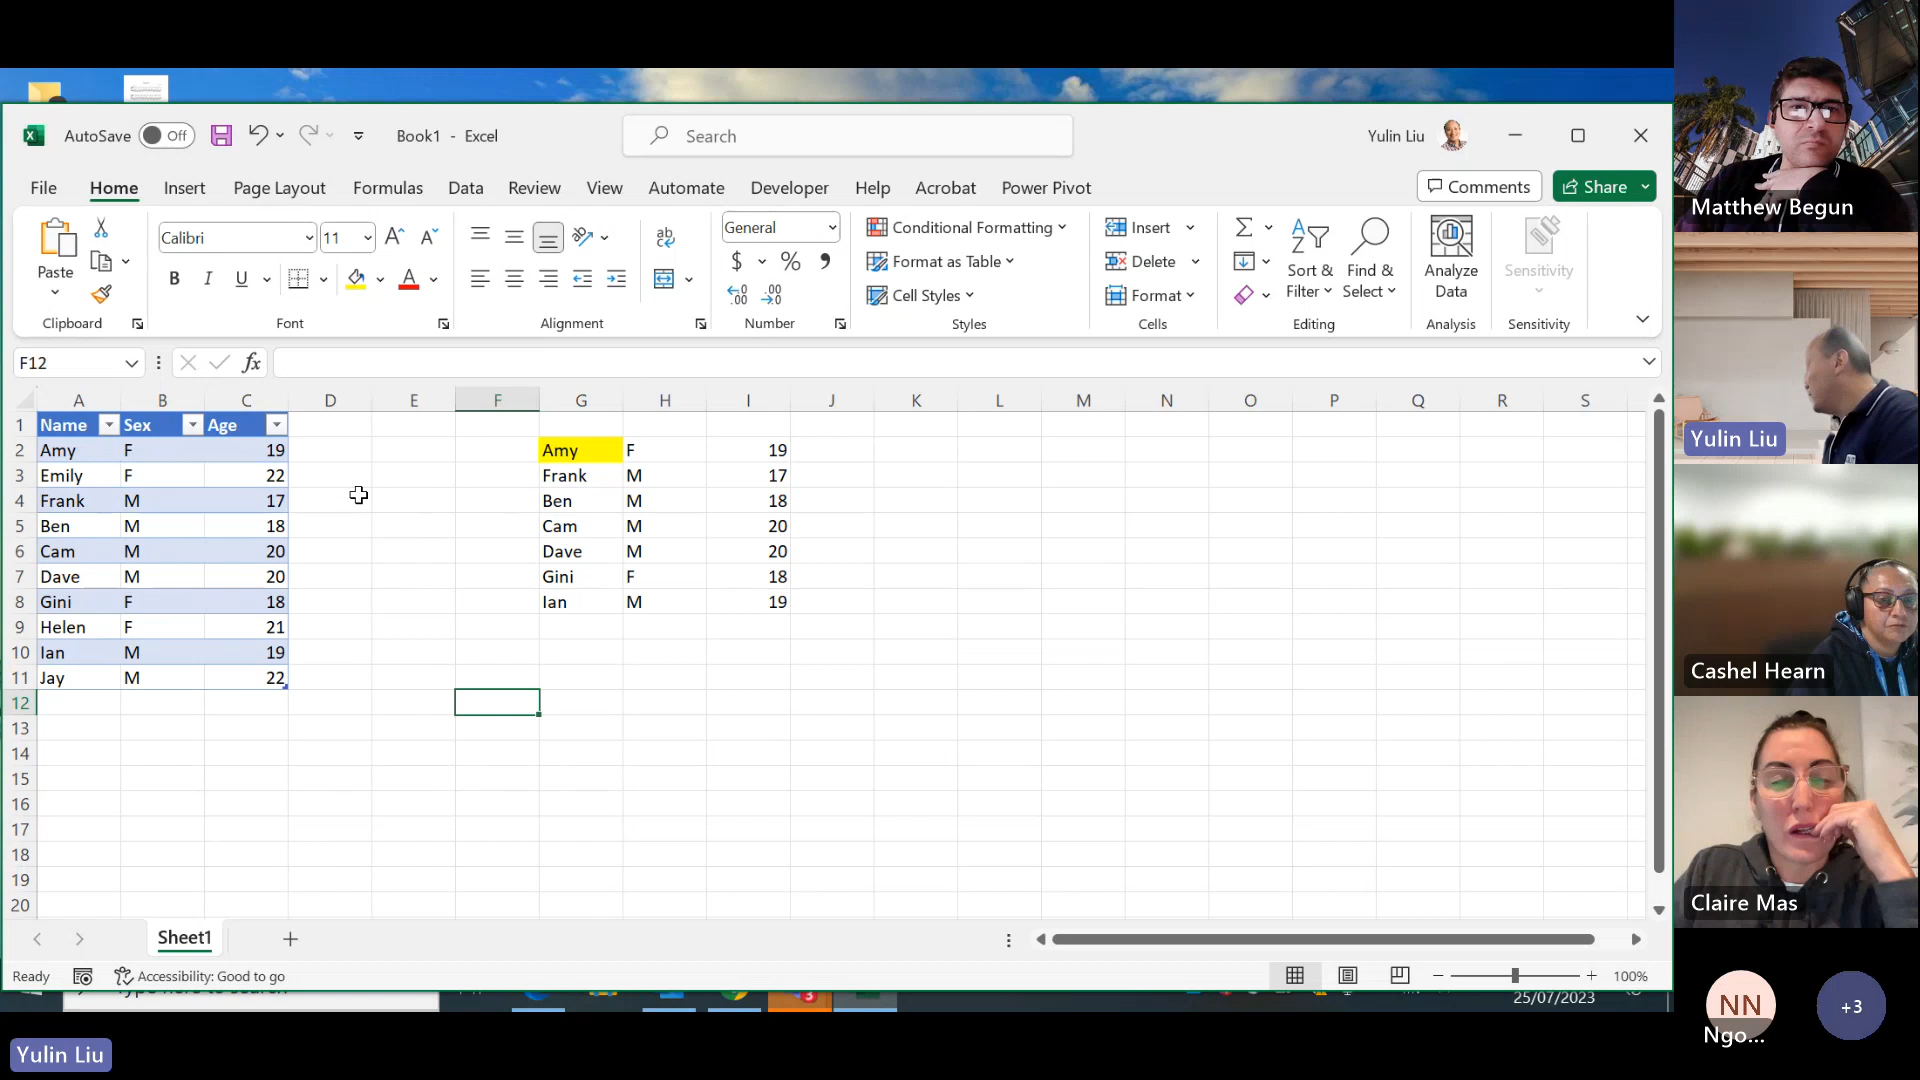 AutoSave Off Book1 - Excel Search Yulin Liu
File Home Insert Page Layout Formulas Data Review View Automate Developer Help Acrobat Power Pivot Comments Share
Paste
Clipboard
Calibri 11
B I U A
Font
ab
Alignment
General
$ % 9
Number
Conditional Formatting
Format as Table
Cell Styles
Styles
Insert
Delete
Format
Cells
Sort & Filter
Find & Select
Editing
Analyze Data
Analysis
Sensitivity
Sensitivity
F12 fx
A B C D E F G H I J K L M N O P Q R S
1 Name Sex Age
2 Amy F 19 Amy F 19
3 Emily F 22 Frank M 17
4 Frank M 17 Ben M 18
5 Ben M 18 Cam M 20
6 Cam M 20 Dave M 20
7 Dave M 20 Gini F 18
8 Gini F 18 Ian M 19
9 Helen F 21
10 Ian M 19
11 Jay M 22
12
13
14
15
16
17
18
19
20
Sheet1
Ready Accessibility: Good to go 100%
25/07/2023
Yulin Liu
Matthew Begun
Yulin Liu
Cashel Hearn
Claire Mas
NN
Ngo...
+3